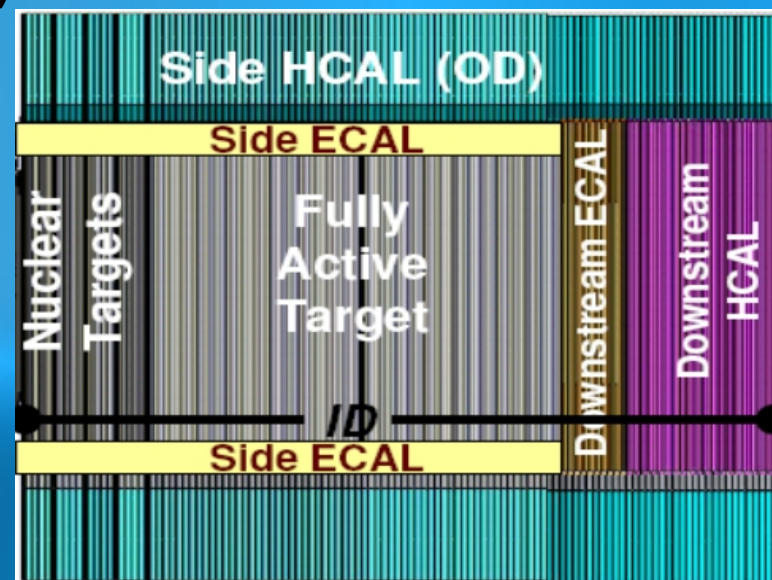 Side HCAL (OD)
Side ECAL
Nuclear
Targets
Fully
Active
Target
Downstream ECAL
Downstream
HCAL
ID
Side ECAL